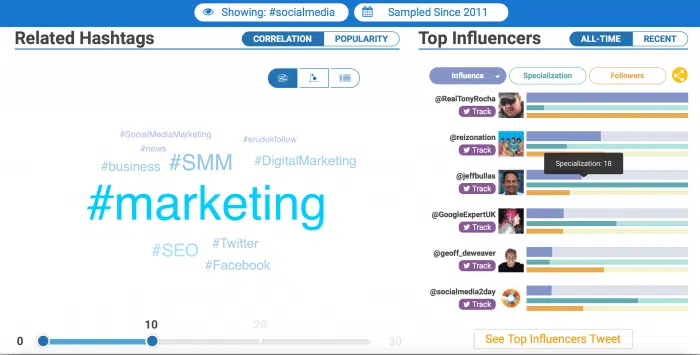 Showing: #socialmedia
Sampled Since 2011
Related Hashtags
CORRELATION
POPULARITY
Top Influencers
ALL-TIME
RECENT
Influence
Specialization
Followers
#SocialMediaMarketing
#srudukfollow
#news
#business
#SMM
#DigitalMarketing
#marketing
#SEO
#Twitter
#Facebook
@RealTonyRocha
Track
@reizonation
Track
Specialization: 18
@jeffbullas
Track
@GoogleExpertUK
Track
@geoff_deweaver
Track
@socialmedia2day
Track
0
10
20
30
See Top Influencers Tweet